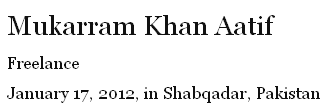 Mukarram Khan Aatif
Freelance
January 17, 2012, in Shabqadar, Pakistan